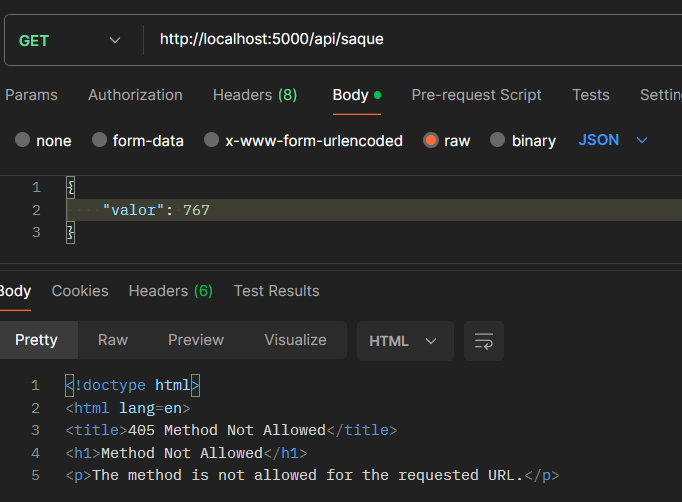 GET http://localhost:5000/api/saque
Params Authorization Headers (8) Body Pre-request Script Tests Settin
none form-data x-www-form-urlencoded raw binary JSON
1 {
2 "valor": 767
3 }
Body Cookies Headers (6) Test Results
Pretty Raw Preview Visualize HTML
1 <!doctype html>
2 <html lang=en>
3 <title>405 Method Not Allowed</title>
4 <h1>Method Not Allowed</h1>
5 <p>The method is not allowed for the requested URL.</p>